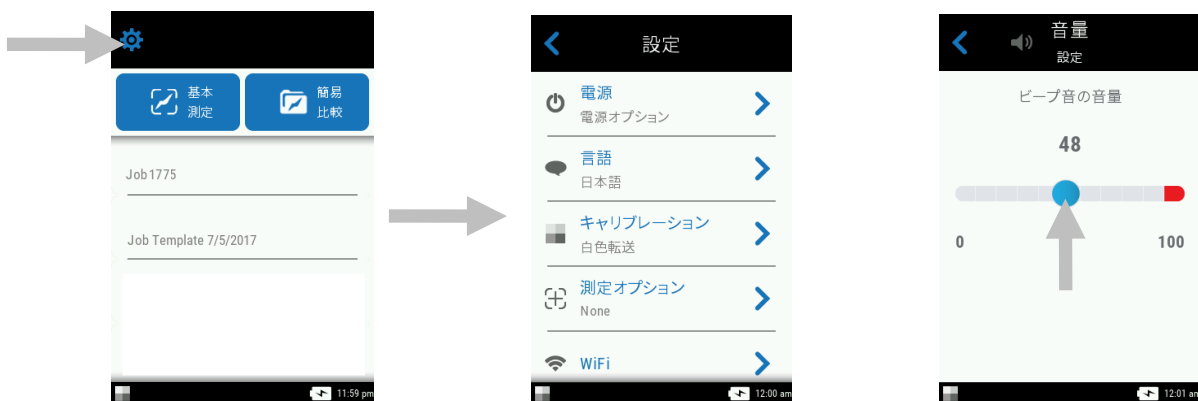 基本
測定
簡易
比較
Job1775
Job Template 7/5/2017
11:59 pm
設定
電源
電源オプション
言語
日本語
キャリブレーション
白色転送
測定オプション
None
WiFi
12:00 am
音量
設定
ビープ音の音量
48
0
100
12:01 am